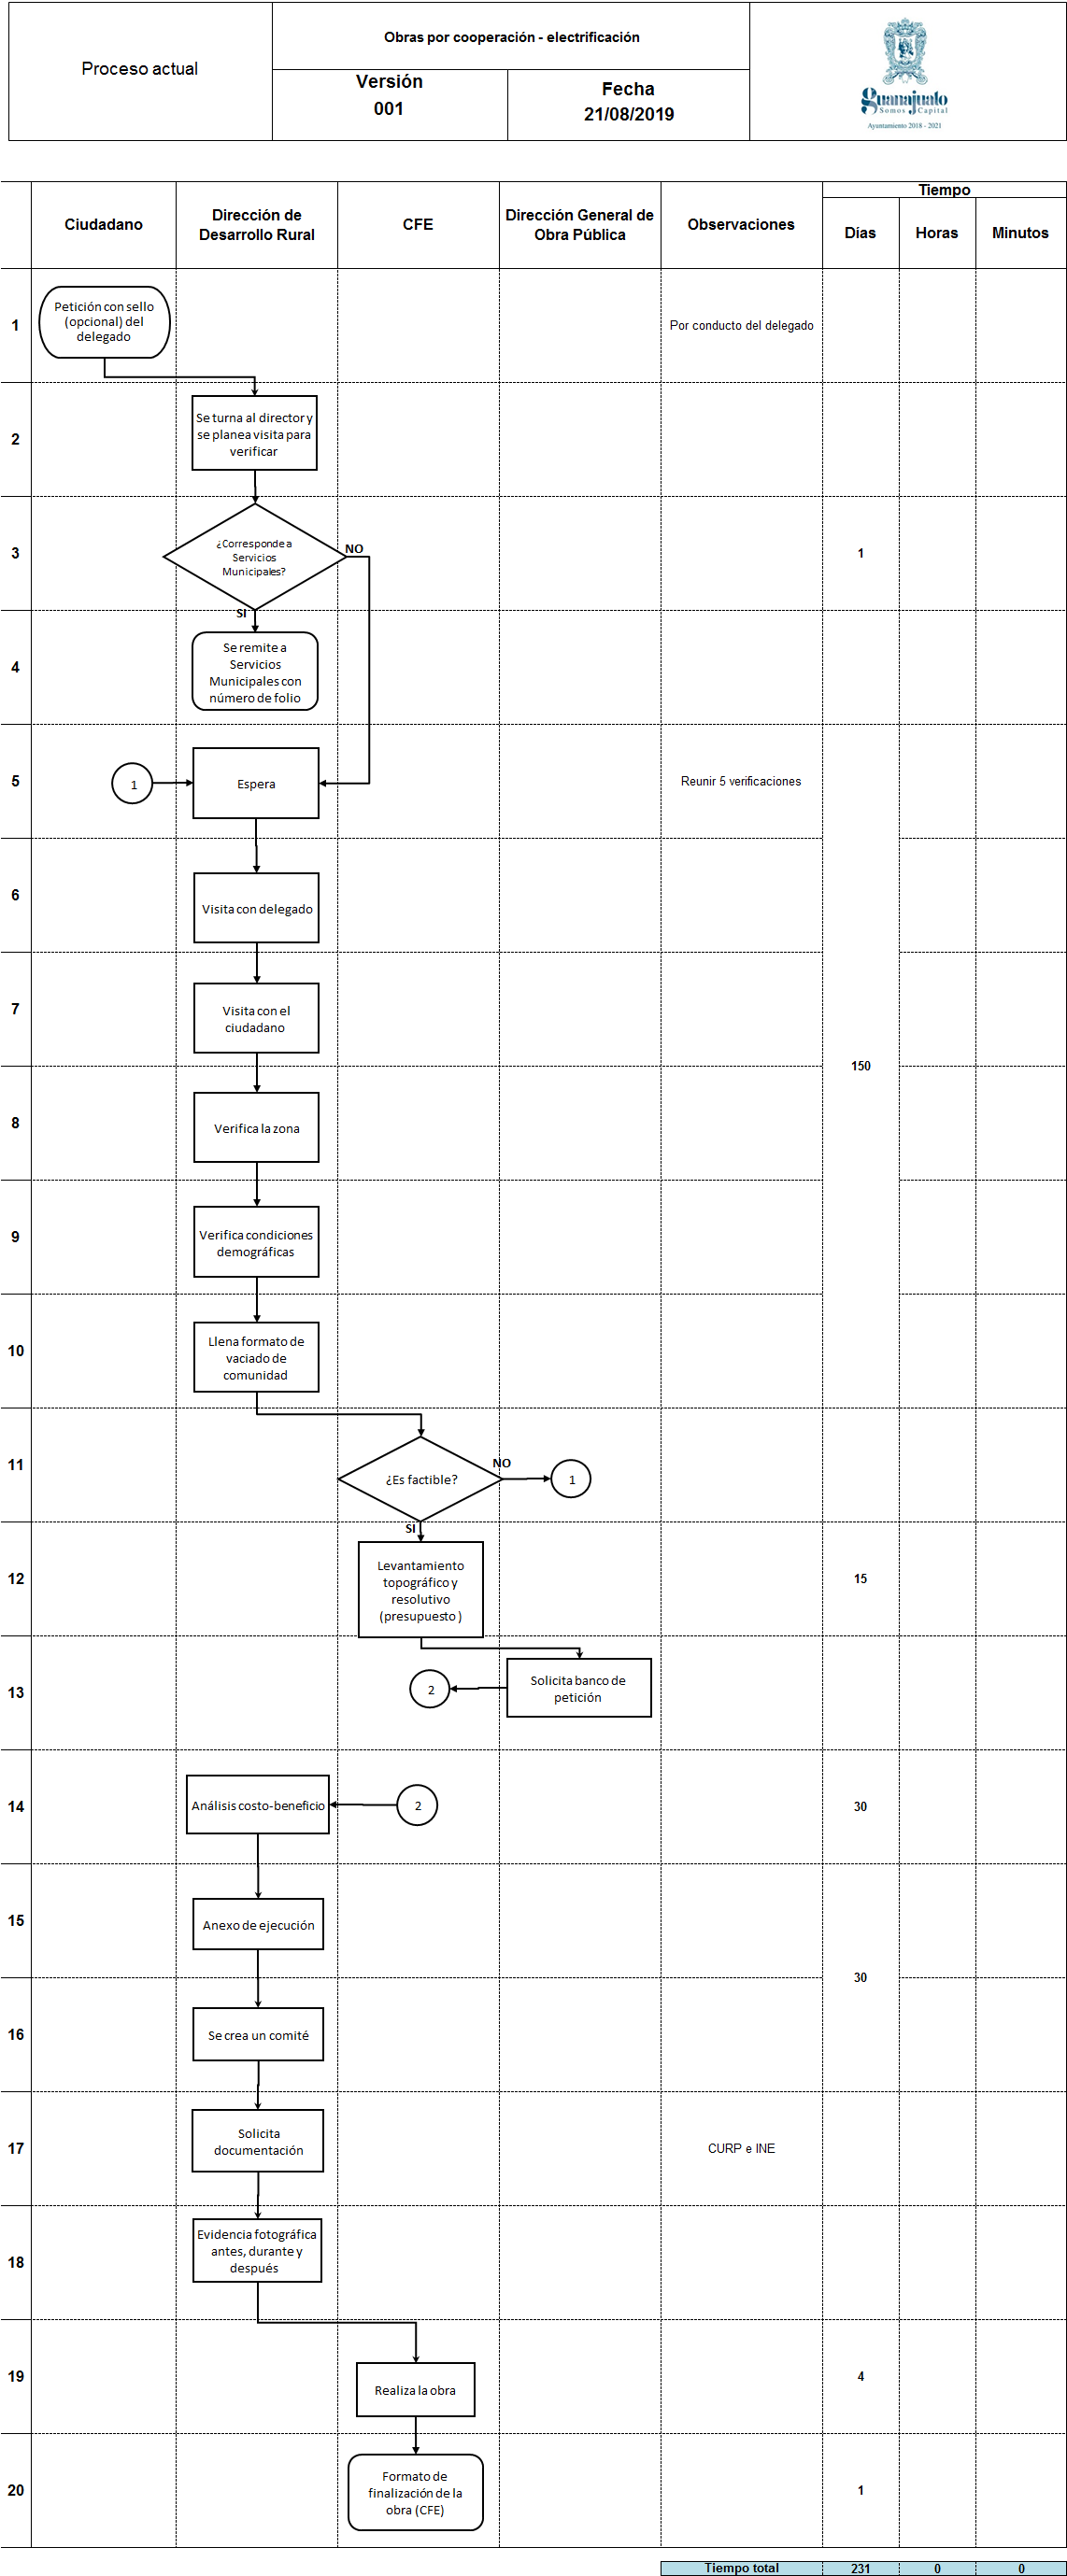 Proceso actual
Obras por cooperación - electrificación
Versión
001
Fecha
21/08/2019
guanajuato
Somos Capital
Ayuntamiento 2018 - 2021
Ciudadano
Dirección de
Desarrollo Rural
CFE
Dirección General de
Obra Pública
Observaciones
Tiempo
Días
Horas
Minutos
1
Petición con sello
(opcional) del
delegado
Por conducto del delegado
2
Se turna al director y
se planea visita para
verificar
3
¿Corresponde a
Servicios
Municipales?
NO
1
SI
4
Se remite a
Servicios
Municipales con
número de folio
5
1
Espera
Reunir 5 verificaciones
6
Visita con delegado
7
Visita con el
ciudadano
150
8
Verifica la zona
9
Verifica condiciones
demográficas
10
Llena formato de
vaciado de
comunidad
11
¿Es factible?
NO
1
SI
12
Levantamiento
topográfico y
resolutivo
(presupuesto )
15
13
2
Solicita banco de
petición
14
Análisis costo-beneficio
2
30
15
Anexo de ejecución
30
16
Se crea un comité
17
Solicita
documentación
CURP e INE
18
Evidencia fotográfica
antes, durante y
después
19
Realiza la obra
4
20
Formato de
finalización de la
obra (CFE)
1
Tiempo total
231
0
0